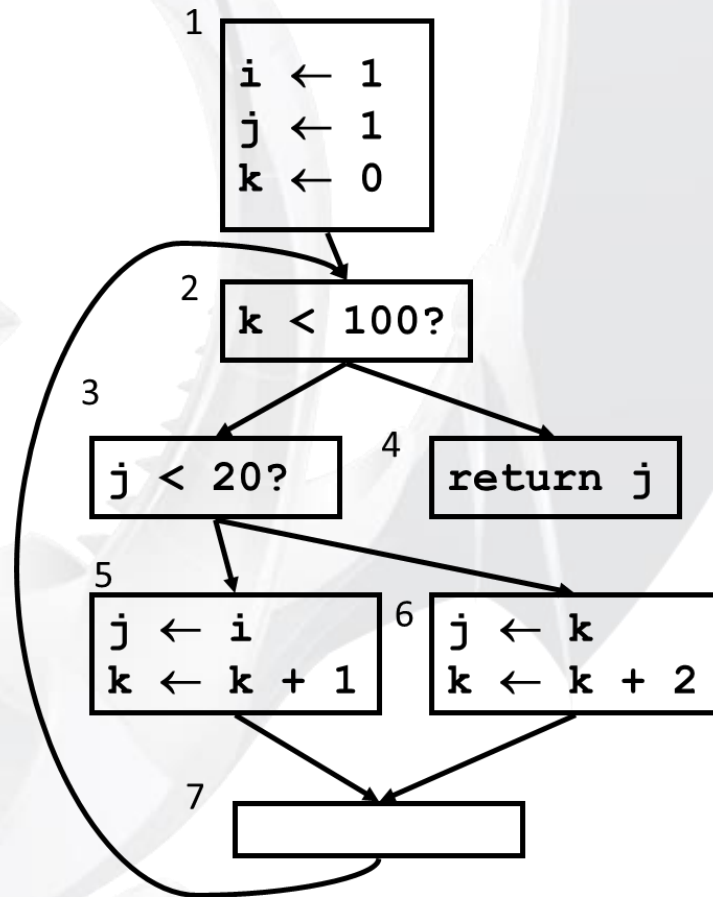 1
i ← 1
j ← 1
k ← 0
2
k < 100?
3
j < 20?
4
return j
5
j ← i
k ← k + 1
6
j ← k
k ← k + 2
7